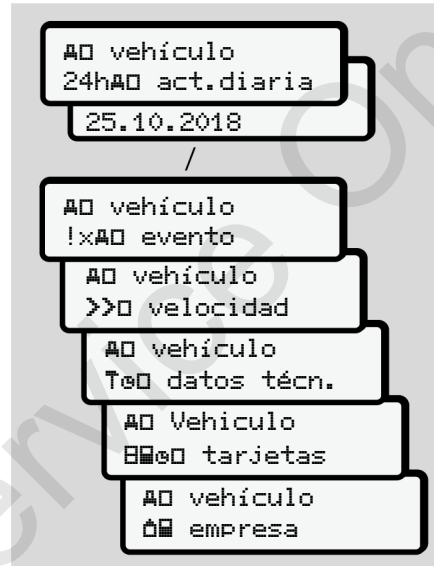 vehículo
24h act.diaria
25.10.2018
/
vehículo
!x evento
vehículo
>> velocidad
vehículo
datos técn.
Vehiculo
tarjetas
vehículo
empresa